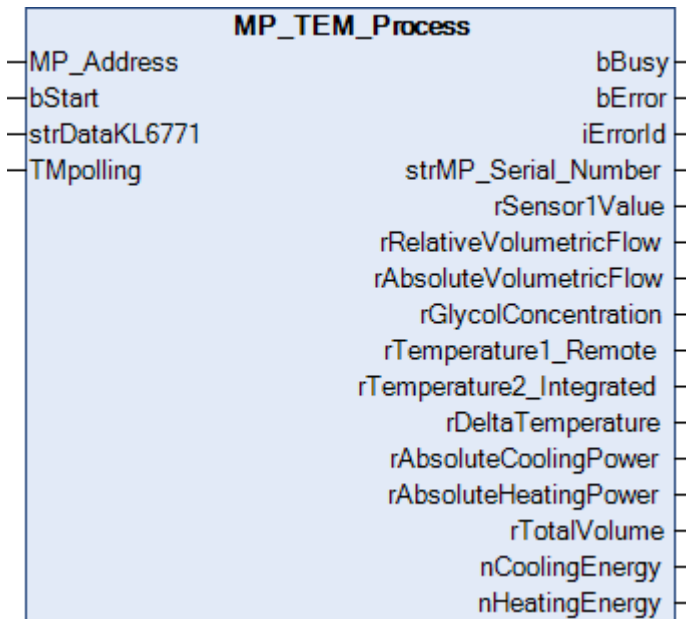 MP_TEM_Process
MP_Address bBusy
bStart bError
strDataKL6771 iErrorId
TMpolling strMP_Serial_Number
rSensor1Value
rRelativeVolumetricFlow
rAbsoluteVolumetricFlow
rGlycolConcentration
rTemperature1_Remote
rTemperature2_Integrated
rDeltaTemperature
rAbsoluteCoolingPower
rAbsoluteHeatingPower
rTotalVolume
nCoolingEnergy
nHeatingEnergy